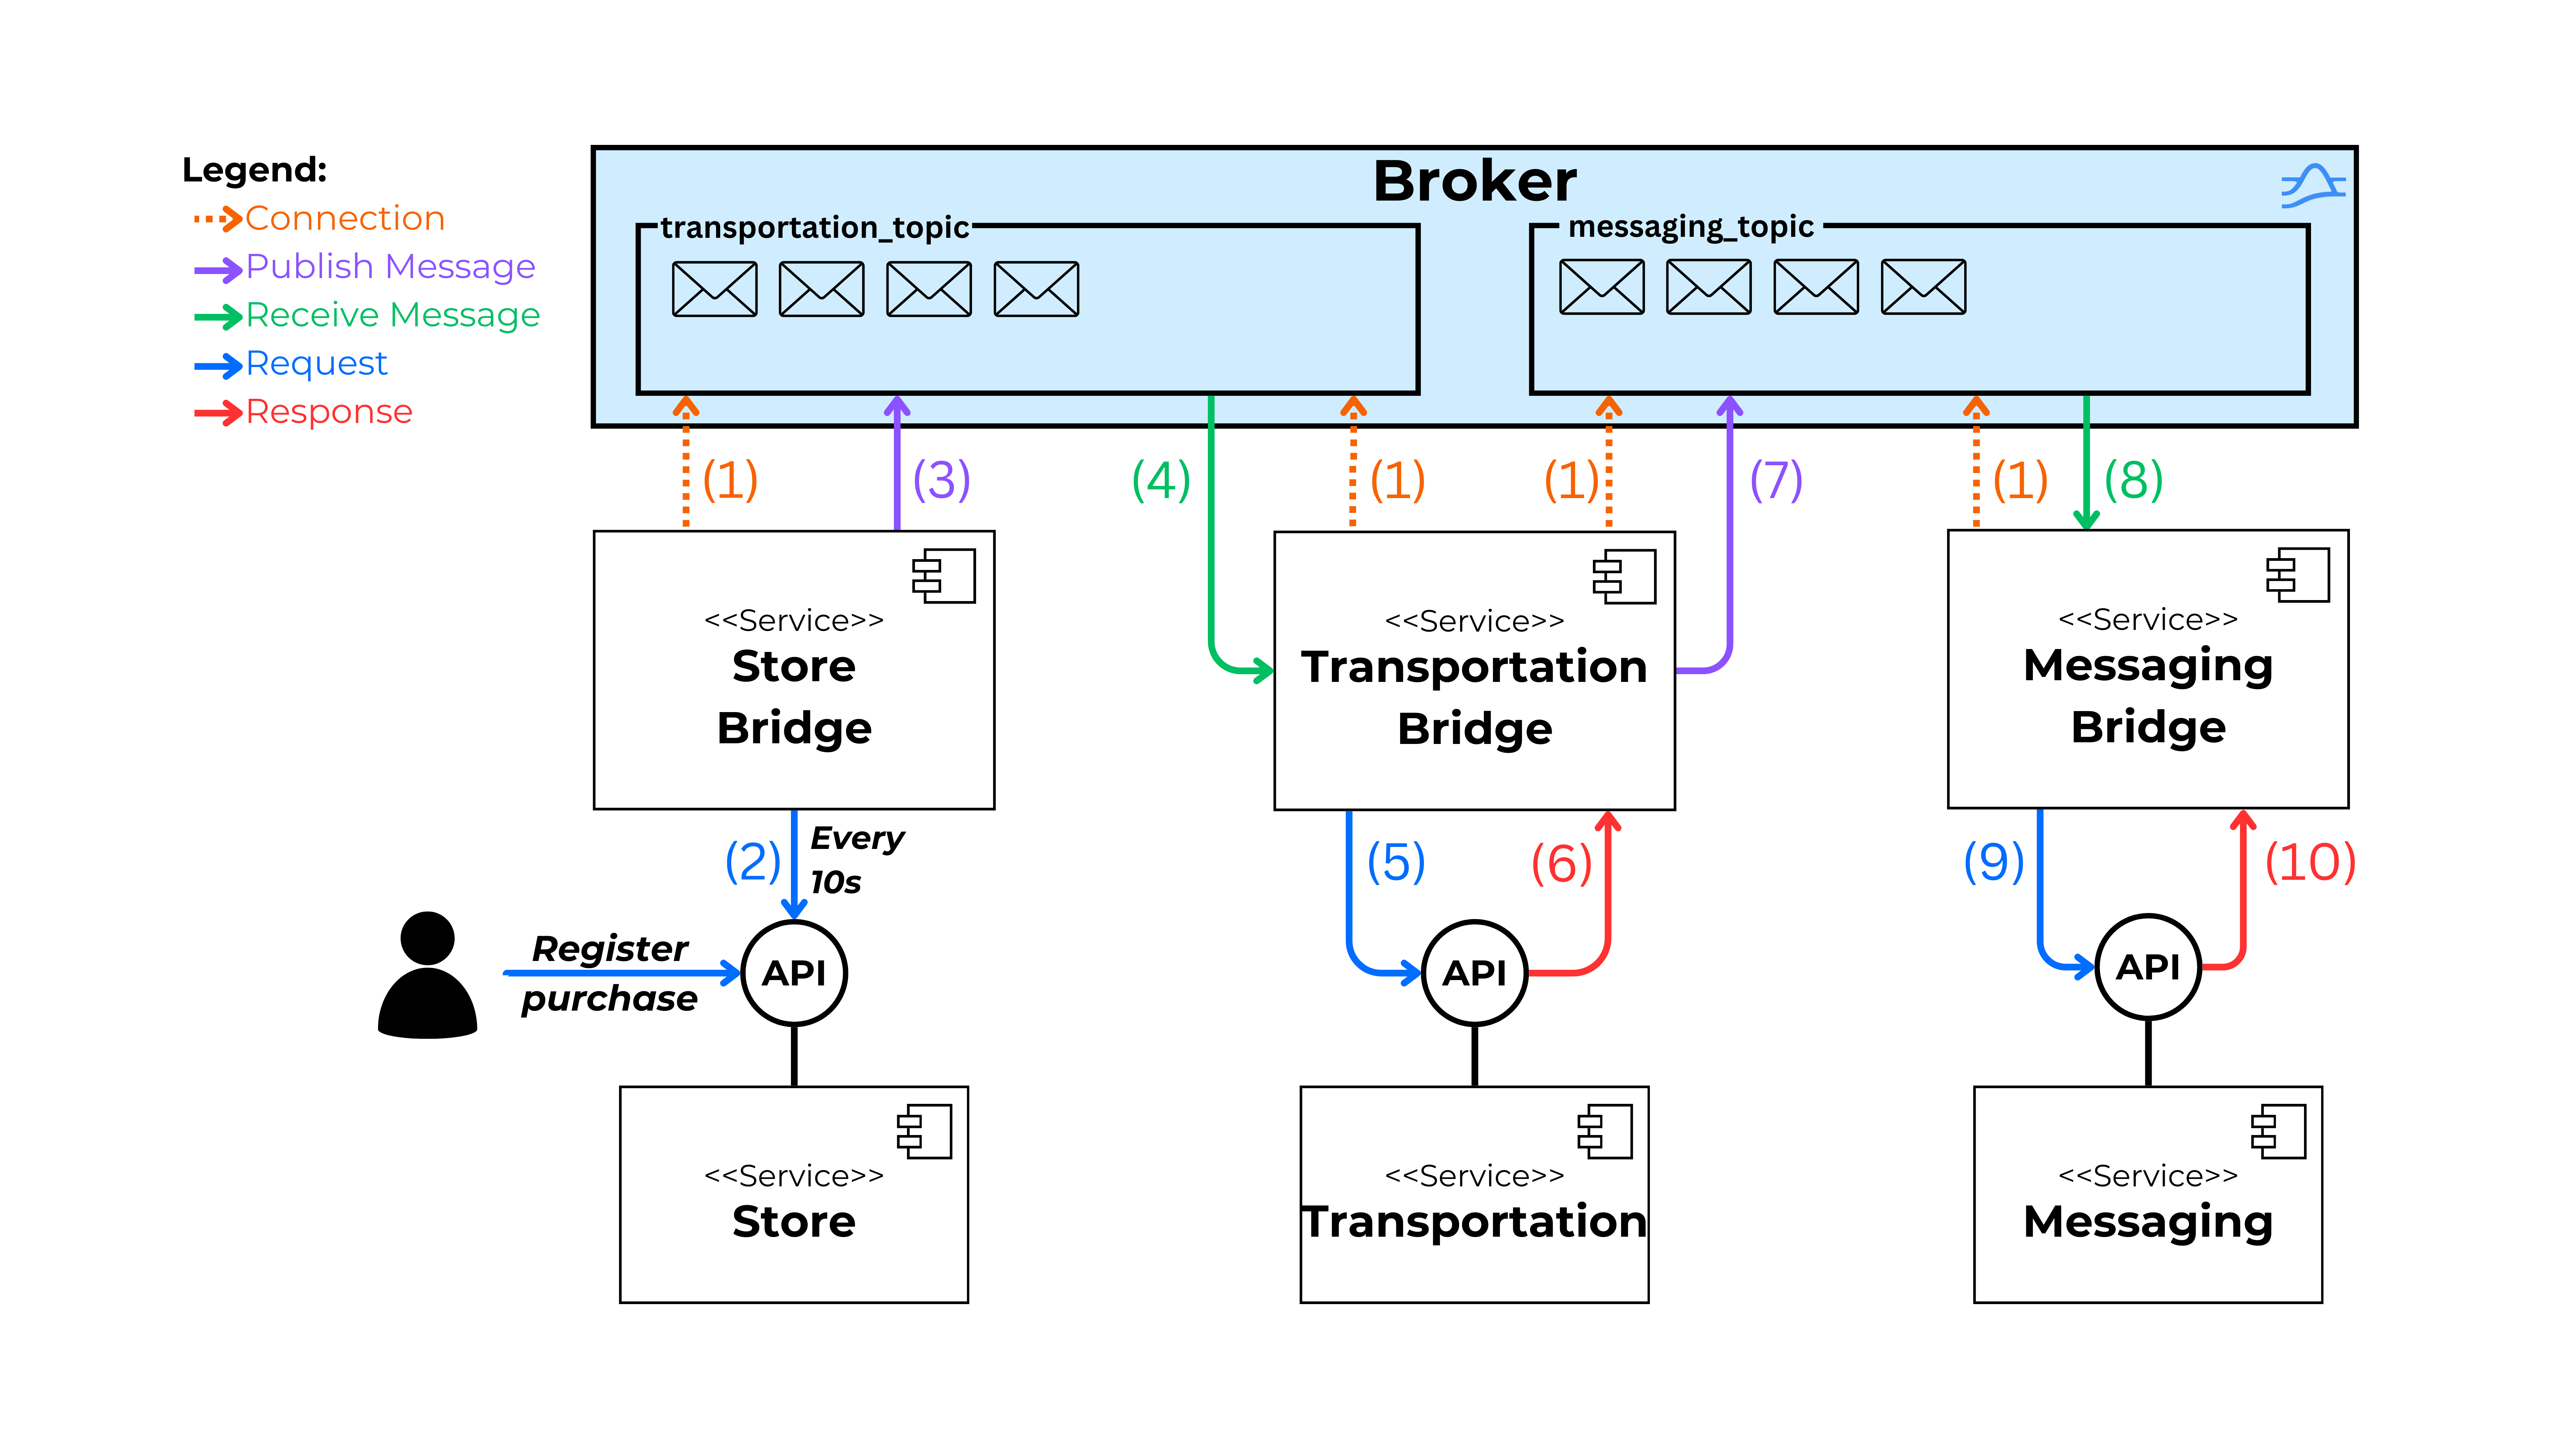 Legend:
Connection
Publish Message
Receive Message
Request
Response
Broker
transportation_topic
messaging_topic
(1)
(3)
(4)
(1)
(1)
(7)
(1)
(8)
<<Service>>
Store
Bridge
<<Service>>
Transportation
Bridge
<<Service>>
Messaging
Bridge
(2)
Every
10s
(5)
(6)
(9)
(10)
Register
purchase
API
API
API
<<Service>>
Store
<<Service>>
Transportation
<<Service>>
Messaging